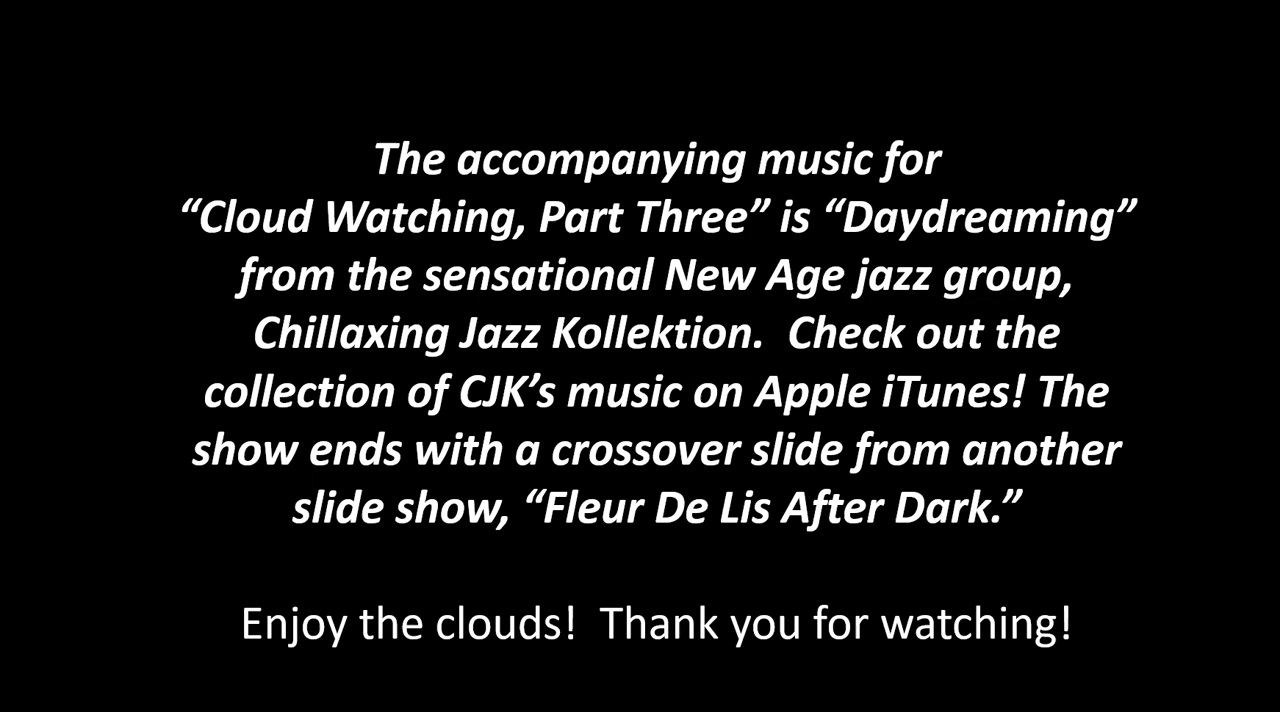 The accompanying music for
“Cloud Watching, Part Three” is “Daydreaming”
from the sensational New Age jazz group,
Chillaxing Jazz Kollektion.  Check out the
collection of CJK’s music on Apple iTunes! The
show ends with a crossover slide from another
slide show, “Fleur De Lis After Dark.”
Enjoy the clouds!  Thank you for watching!